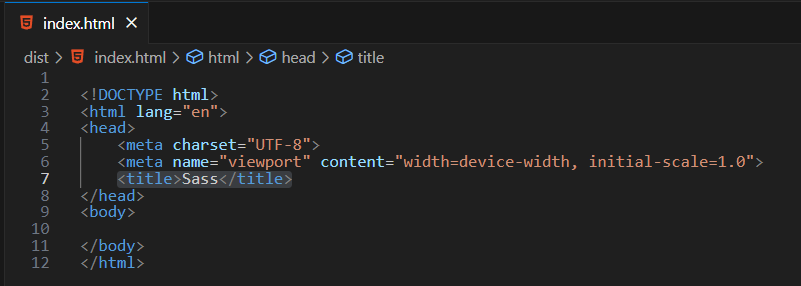 index.html ×
dist > index.html > html > head > title
1
2 <!DOCTYPE html>
3 <html lang="en">
4 <head>
5     <meta charset="UTF-8">
6     <meta name="viewport" content="width=device-width, initial-scale=1.0">
7     <title>Sass</title>
8 </head>
9 <body>
10
11 </body>
12 </html>